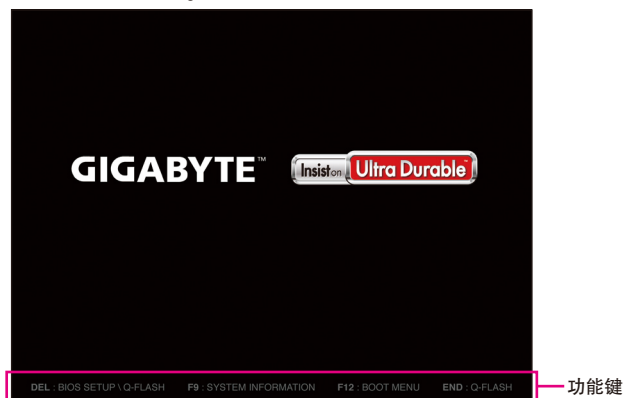 GIGABYTE™
Insist on Ultra Durable™
DEL : BIOS SETUP \ Q-FLASH F9 : SYSTEM INFORMATION F12 : BOOT MENU END : Q-FLASH
功能键